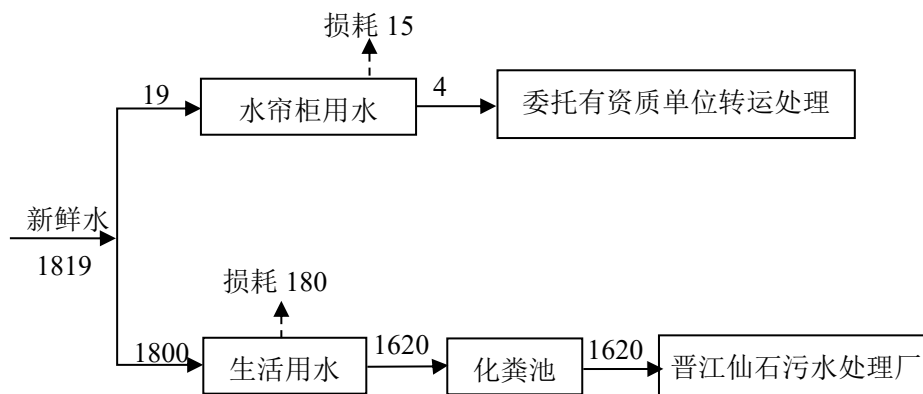 损耗 15
19
水帘柜用水
4
委托有资质单位转运处理
新鲜水
1819
损耗 180
1800
生活用水
1620
化粪池
1620
晋江仙石污水处理厂